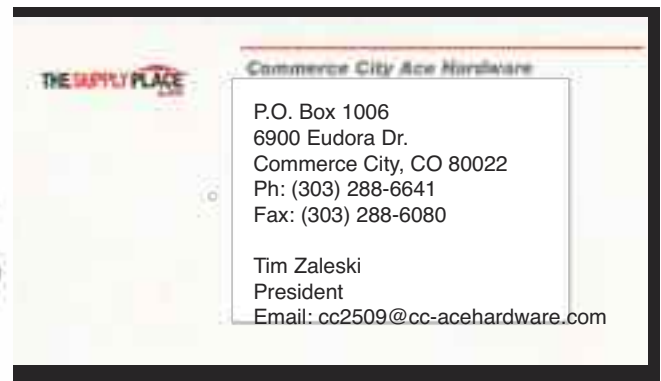 THE SUPPLY PLACE
Commerce City Ace Hardware
P.O. Box 1006
6900 Eudora Dr.
Commerce City, CO 80022
Ph: (303) 288-6641
Fax: (303) 288-6080
Tim Zaleski
President
Email: cc2509@cc-acehardware.com